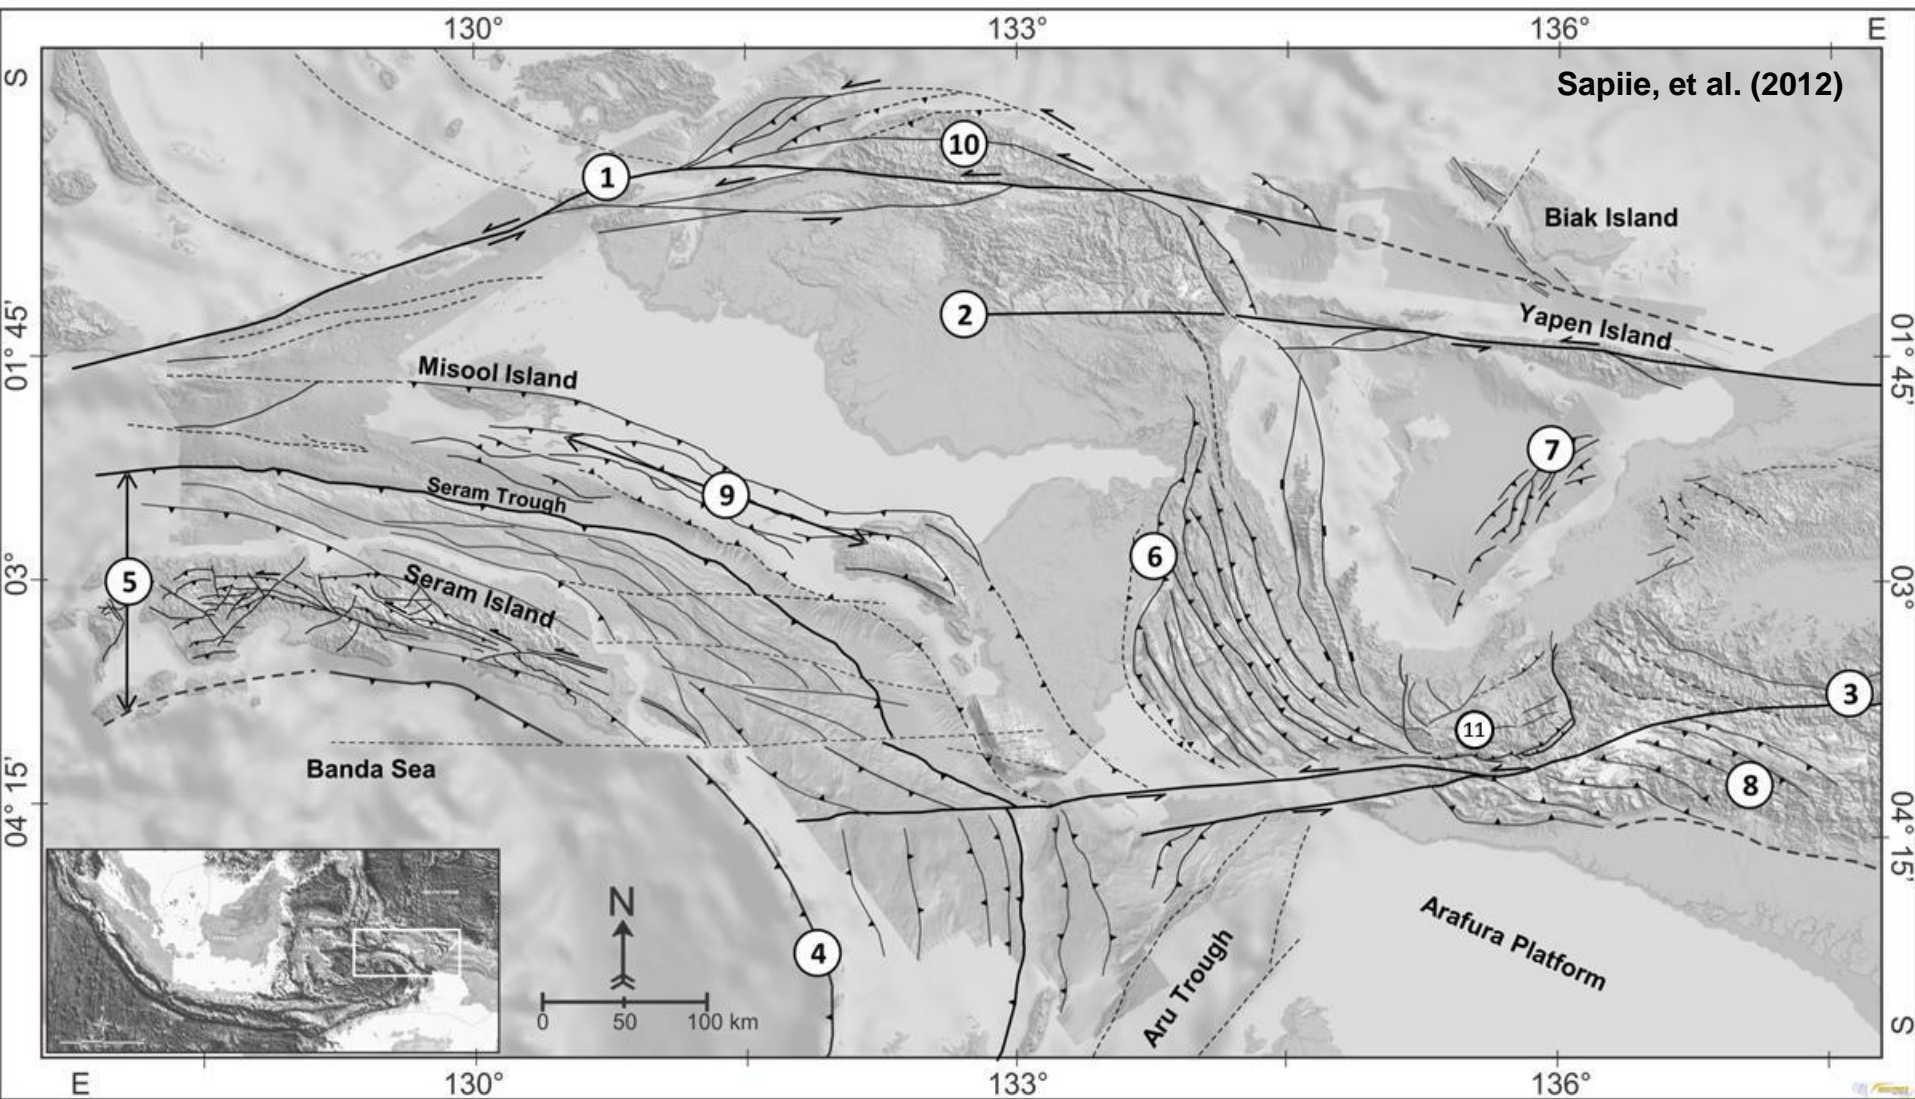 130°
133°
136°
E
S
Sapiie, et al. (2012)
10
1
Biak Island
2
Yapen Island
01° 45'
01° 45'
Misool Island
7
9
Seram Trough
6
5
03°
Seram Island
03°
3
11
Banda Sea
8
04° 15'
04° 15'
N
4
Arafura Platform
Aru Trough
0 50 100 km
S
E
130°
133°
136°